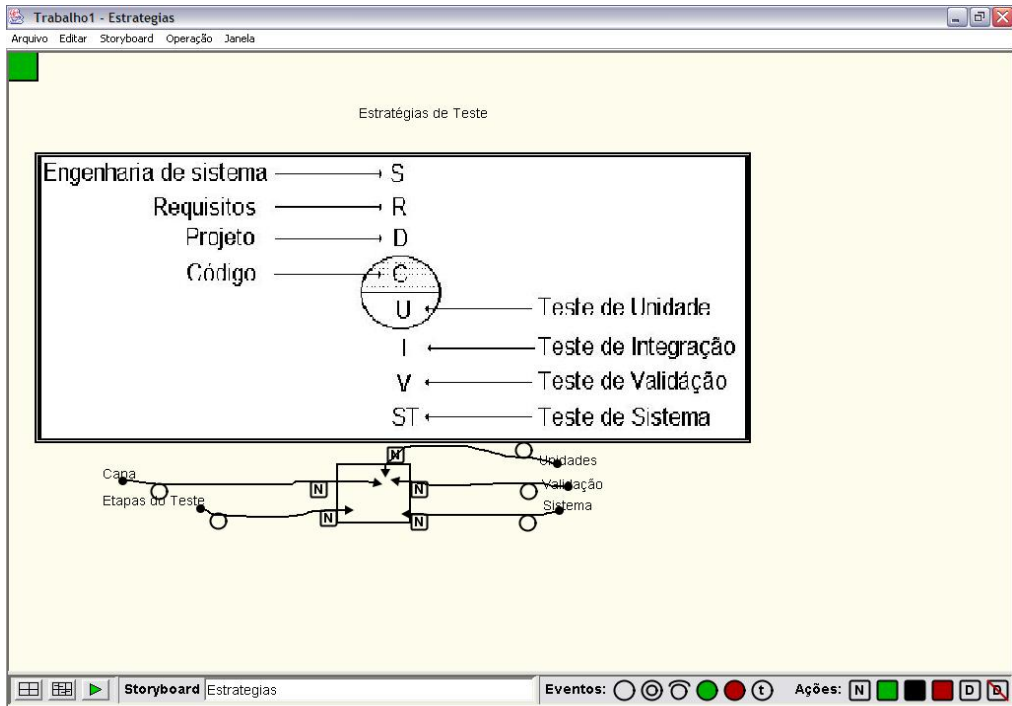 Trabalho1 - Estrategias
Arquivo Editar Storyboard Operação Janela
Estratégias de Teste
Engenharia de sistema S
Requisitos R
Projeto D
Código C
U Teste de Unidade
I Teste de Integração
V Teste de Validáção
ST Teste de Sistema
N Unidades
Capa
N N Validação
Etapas do Teste
N N Sistema
Storyboard Estrategias Eventos: t Ações: N D D